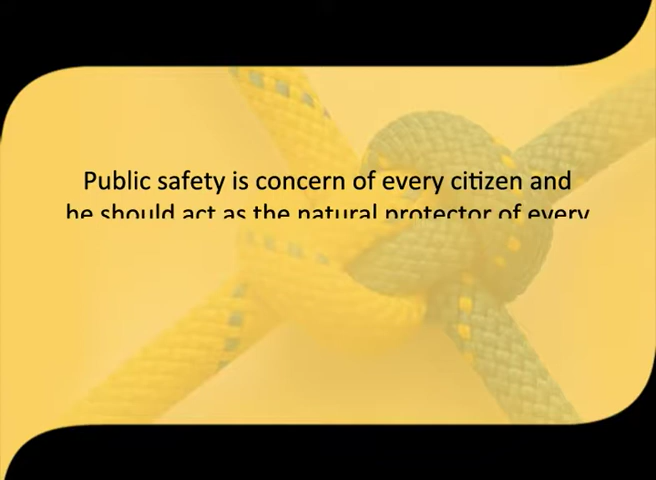 Public safety is concern of every citizen and
he should act as the natural protector of every